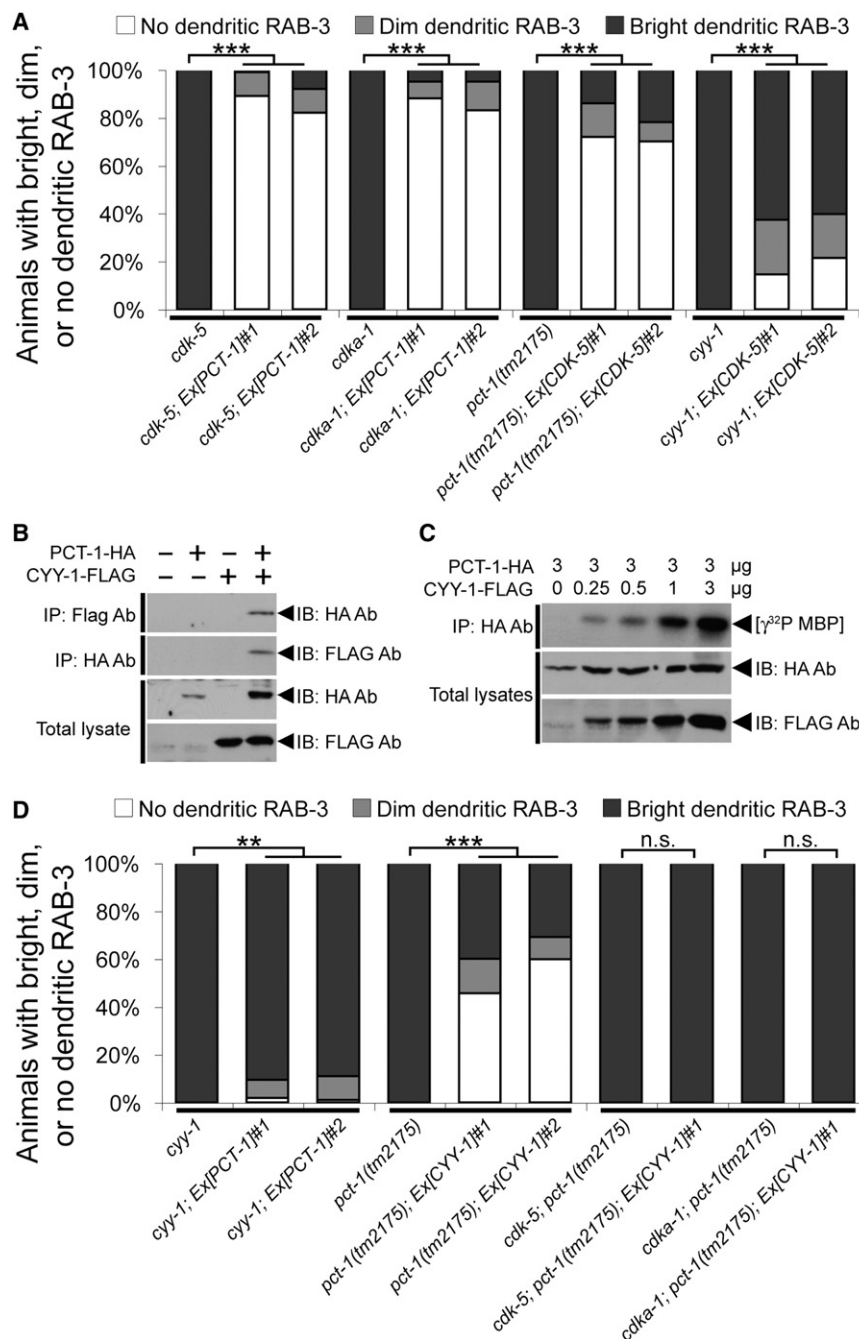 A
No dendritic RAB-3 Dim dendritic RAB-3 Bright dendritic RAB-3
Animals with bright, dim,
or no dendritic RAB-3
*** *** *** ***
100%
80%
60%
40%
20%
0%
cdk-5
cdk-5; Ex[PCT-1]#1
cdk-5; Ex[PCT-1]#2
cdka-1
cdka-1; Ex[PCT-1]#1
cdka-1; Ex[PCT-1]#2
pct-1(tm2175)
pct-1(tm2175); Ex[CDK-5]#1
pct-1(tm2175); Ex[CDK-5]#2
cyy-1
cyy-1; Ex[CDK-5]#1
cyy-1; Ex[CDK-5]#2
B
PCT-1-HA − + − +
CYY-1-FLAG − − + +
IP: Flag Ab IB: HA Ab
IP: HA Ab IB: FLAG Ab
IB: HA Ab
Total lysate
IB: FLAG Ab
C
PCT-1-HA 3 3 3 3 3 μg
CYY-1-FLAG 0 0.25 0.5 1 3 μg
IP: HA Ab [γ³²P MBP]
IB: HA Ab
Total lysates
IB: FLAG Ab
D
No dendritic RAB-3 Dim dendritic RAB-3 Bright dendritic RAB-3
Animals with bright, dim,
or no dendritic RAB-3
** *** n.s. n.s.
100%
80%
60%
40%
20%
0%
cyy-1
cyy-1; Ex[PCT-1]#1
cyy-1; Ex[PCT-1]#2
pct-1(tm2175)
pct-1(tm2175); Ex[CYY-1]#1
pct-1(tm2175); Ex[CYY-1]#2
cdk-5; pct-1(tm2175)
cdk-5; pct-1(tm2175); Ex[CYY-1]#1
cdka-1; pct-1(tm2175)
cdka-1; pct-1(tm2175); Ex[CYY-1]#1